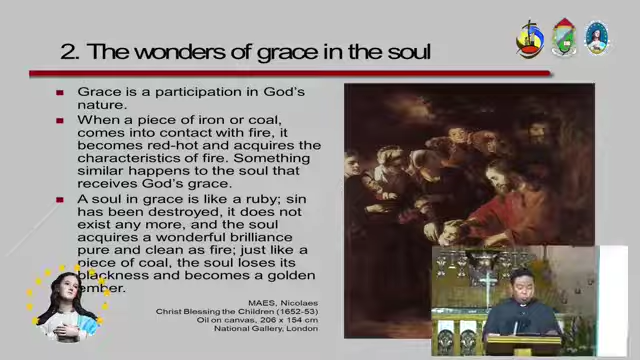 2. The wonders of grace in the soul
Grace is a participation in God's
nature.
When a piece of iron or coal,
comes into contact with fire, it
becomes red-hot and acquires the
characteristics of fire. Something
similar happens to the soul that
receives God's grace.
A soul in grace is like a ruby; sin
has been destroyed, it does not
exist any more, and the soul
acquires a wonderful brilliance
pure and clean as fire; just like a
piece of coal, the soul loses its
blackness and becomes a golden
ember.
MAES, Nicolaes
Christ Blessing the Children (1652-53)
Oil on canvas, 206 x 154 cm
National Gallery, London